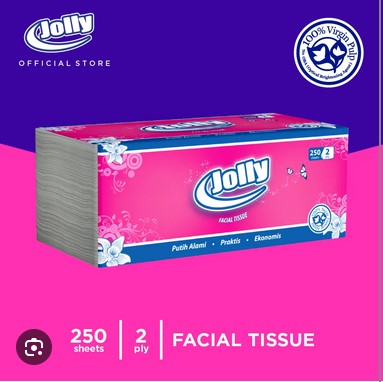 Jolly
OFFICIAL STORE
100% Virgin Pulp
250 sheets 2
Jolly
FACIAL TISSUE
Putih Alami • Praktis • Ekonomis
250 sheets
2 ply
FACIAL TISSUE